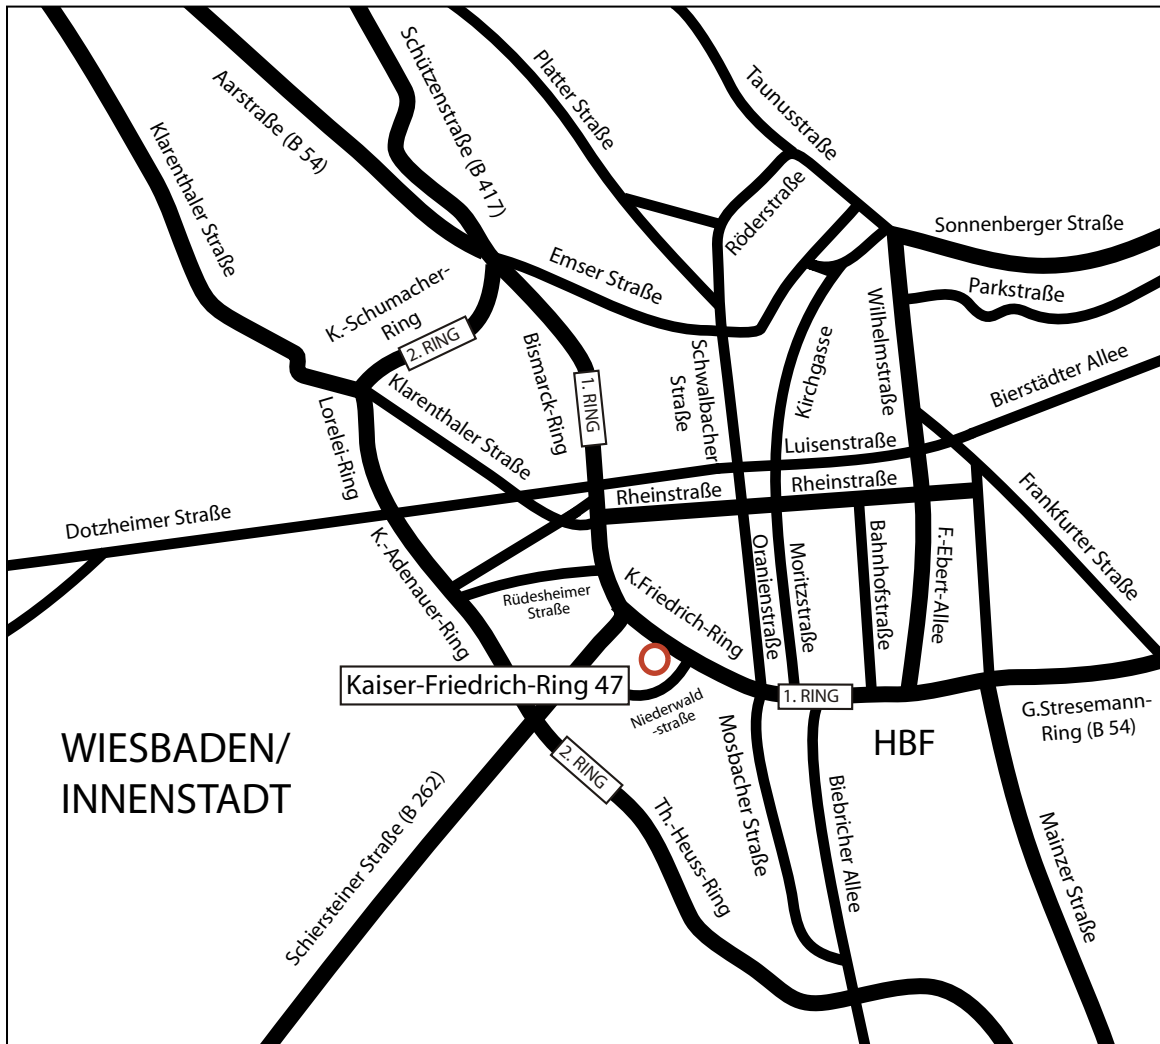 Schützenstraße (B 417)
Platter Straße
Taunusstraße
Aarstraße (B 54)
Klarenthaler Straße
Röderstraße
Sonnenberger Straße
Emser Straße
Parkstraße
K.-Schumacher-
Ring
2. RING
Wilhelmstraße
Bismarck-Ring
1. RING
Schwalbacher
Straße
Kirchgasse
Bierstädter Allee
Klarenthaler Straße
Lorelei-Ring
Luisenstraße
Rheinstraße
Rheinstraße
Dotzheimer Straße
Frankfurter Straße
K.-Adenauer-Ring
Rüdesheimer
Straße
K.Friedrich-Ring
Oranienstraße
Moritzstraße
Bahnhofstraße
F.-Ebert-Allee
Kaiser-Friedrich-Ring 47
1. RING
Niederwald
-straße
G.Stresemann-
Ring (B 54)
WIESBADEN/
INNENSTADT
HBF
2. RING
Mosbacher Straße
Biebricher Allee
Schiersteiner Straße (B 262)
Th.-Heuss-Ring
Mainzer Straße